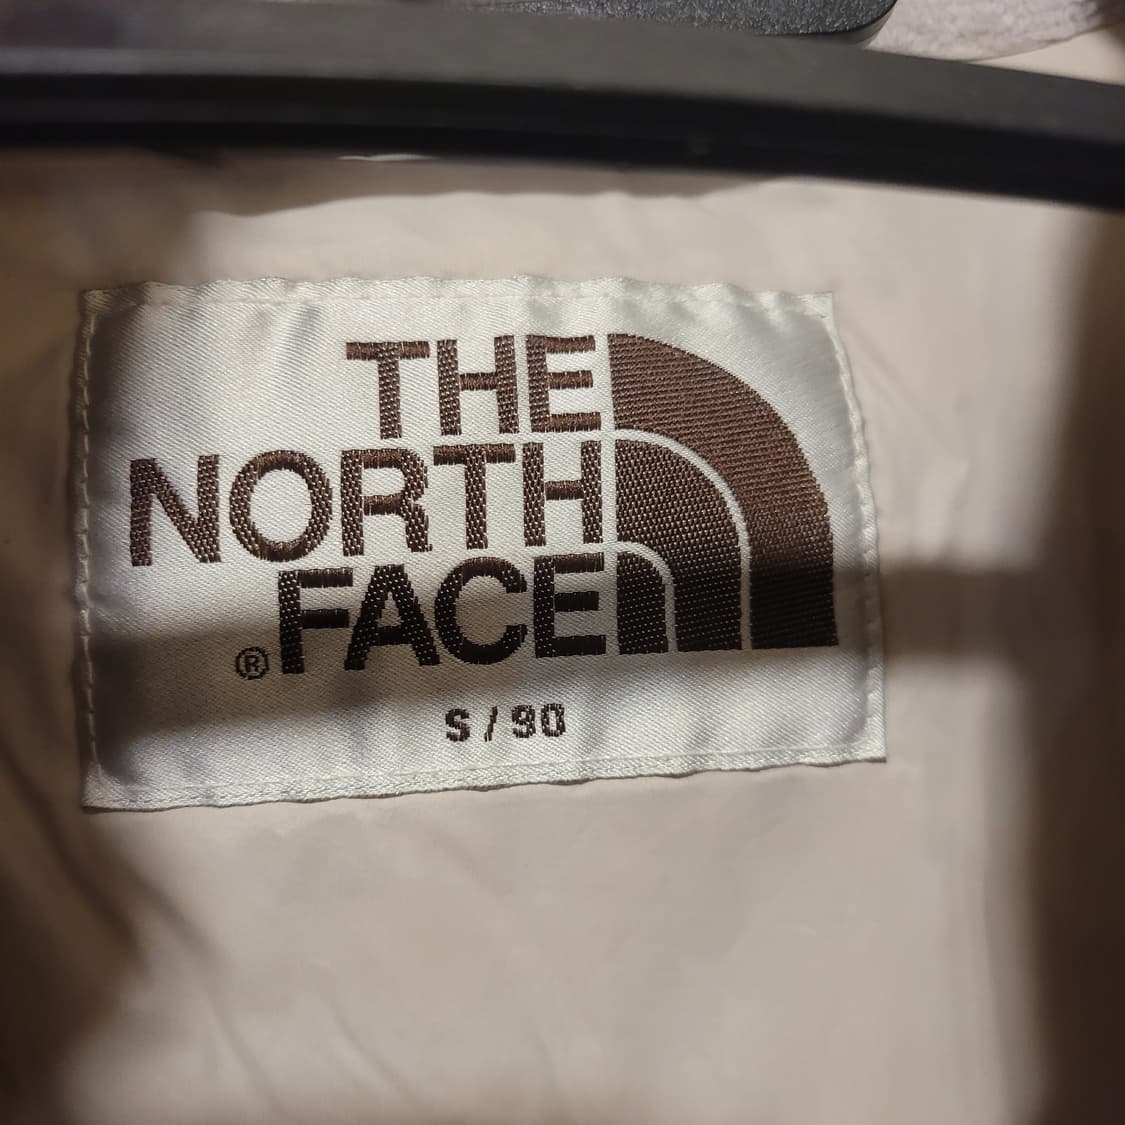 THE
NORTH
FACE
®
S / 90